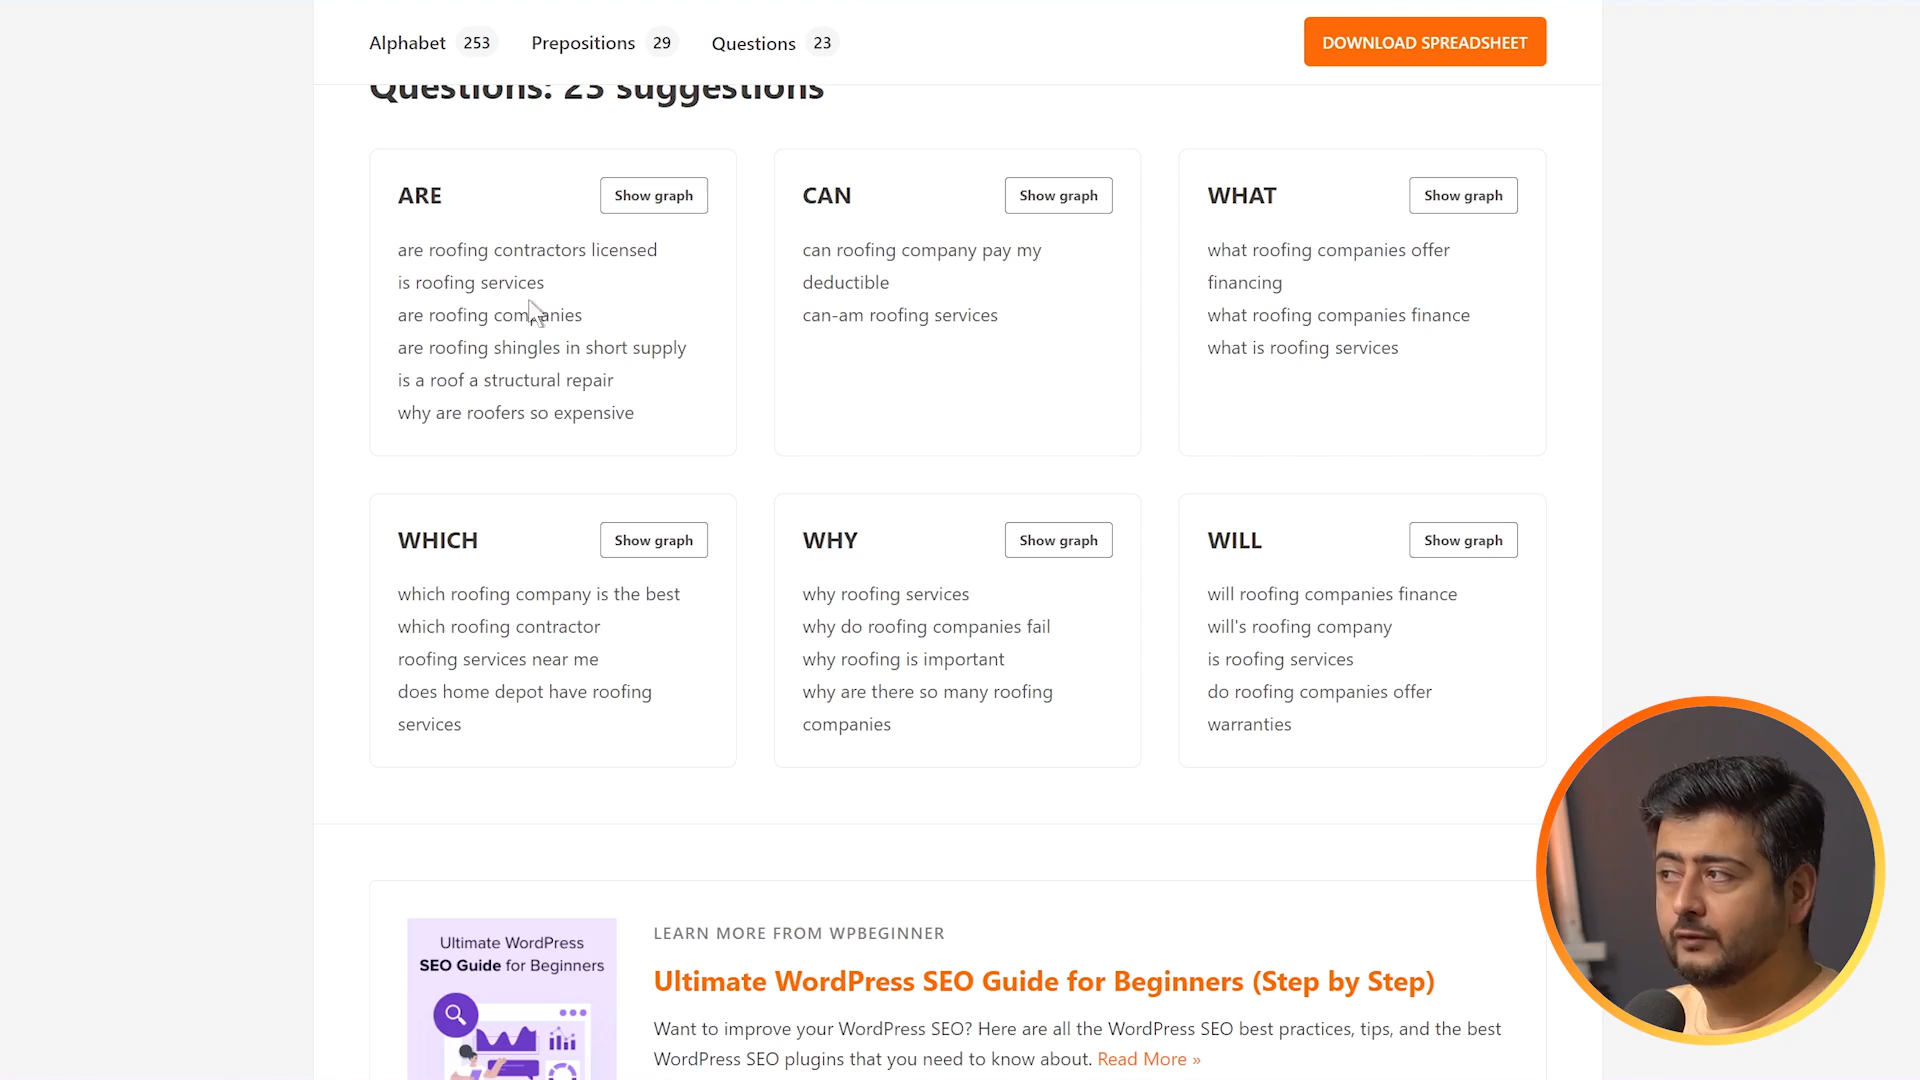 Alphabet 253 Prepositions 29 Questions 23 DOWNLOAD SPREADSHEET
Questions: 23 suggestions
ARE Show graph
are roofing contractors licensed
is roofing services
are roofing companies
are roofing shingles in short supply
is a roof a structural repair
why are roofers so expensive
CAN Show graph
can roofing company pay my
deductible
can-am roofing services
WHAT Show graph
what roofing companies offer
financing
what roofing companies finance
what is roofing services
WHICH Show graph
which roofing company is the best
which roofing contractor
roofing services near me
does home depot have roofing
services
WHY Show graph
why roofing services
why do roofing companies fail
why roofing is important
why are there so many roofing
companies
WILL Show graph
will roofing companies finance
will's roofing company
is roofing services
do roofing companies offer
warranties
Ultimate WordPress
SEO Guide for Beginners
LEARN MORE FROM WPBEGINNER
Ultimate WordPress SEO Guide for Beginners (Step by Step)
Want to improve your WordPress SEO? Here are all the WordPress SEO best practices, tips, and the best
WordPress SEO plugins that you need to know about. Read More »